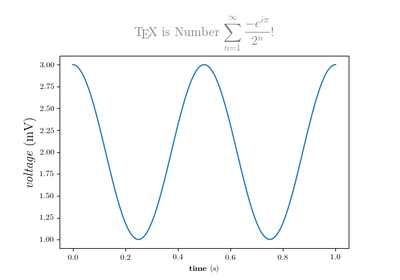 TEX is Number ∑_{n=1}^{∞} \frac{-e^{iπ}}{2^n}!
3.00
2.75
2.50
2.25
2.00
1.75
1.50
1.25
1.00
voltage (mV)
0.0 0.2 0.4 0.6 0.8 1.0
time (s)